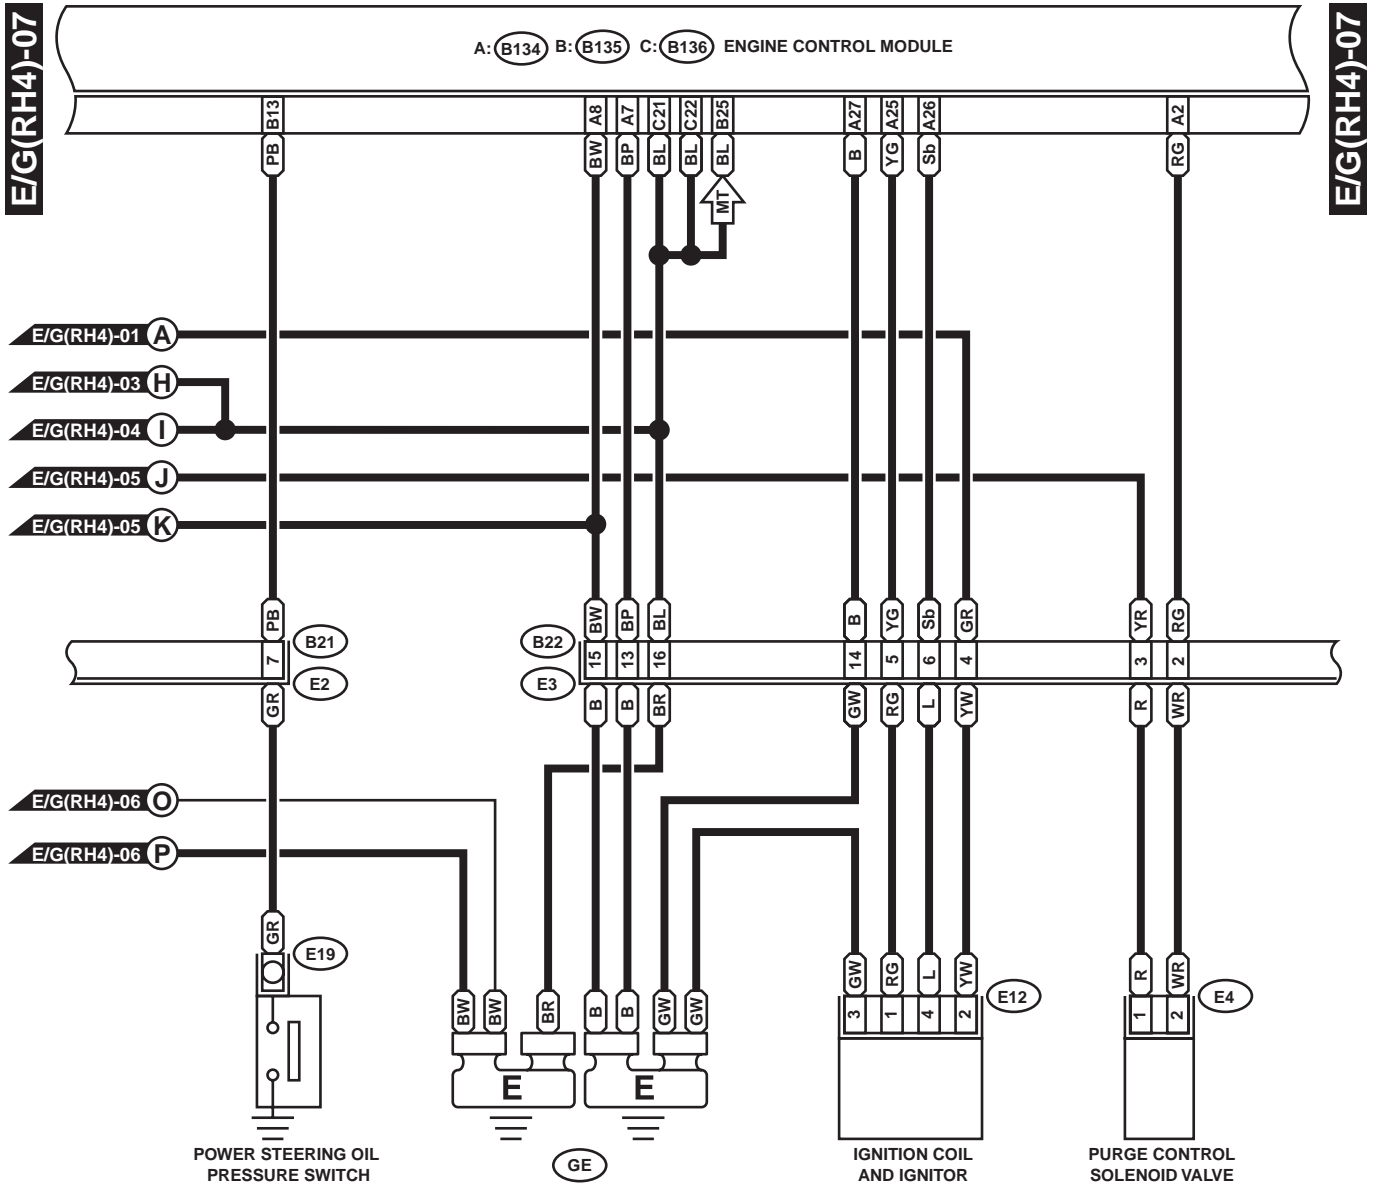 E/G(RH4)-07
E/G(RH4)-07
A: B134 B: B135 C: B136 ENGINE CONTROL MODULE
B13 A8 A7 C21 C22 B25 A27 A25 A26 A2
PB BW BP BL BL BL B YG Sb RG
MT
E/G(RH4)-01 A
E/G(RH4)-03 H
E/G(RH4)-04 I
E/G(RH4)-05 J
E/G(RH4)-05 K
PB BW BP BL B YG Sb GR YR RG
B21 B22
7 15 13 16 14 5 6 4 3 2
E2 E3
GR B B BR GW RG L YW R WR
E/G(RH4)-06 O
E/G(RH4)-06 P
GR
E19
GW RG L YW R WR
BW BW BR B B GW GW
E12 E4
3 1 4 2 1 2
E E
POWER STEERING OIL
PRESSURE SWITCH
GE
IGNITION COIL
AND IGNITOR
PURGE CONTROL
SOLENOID VALVE